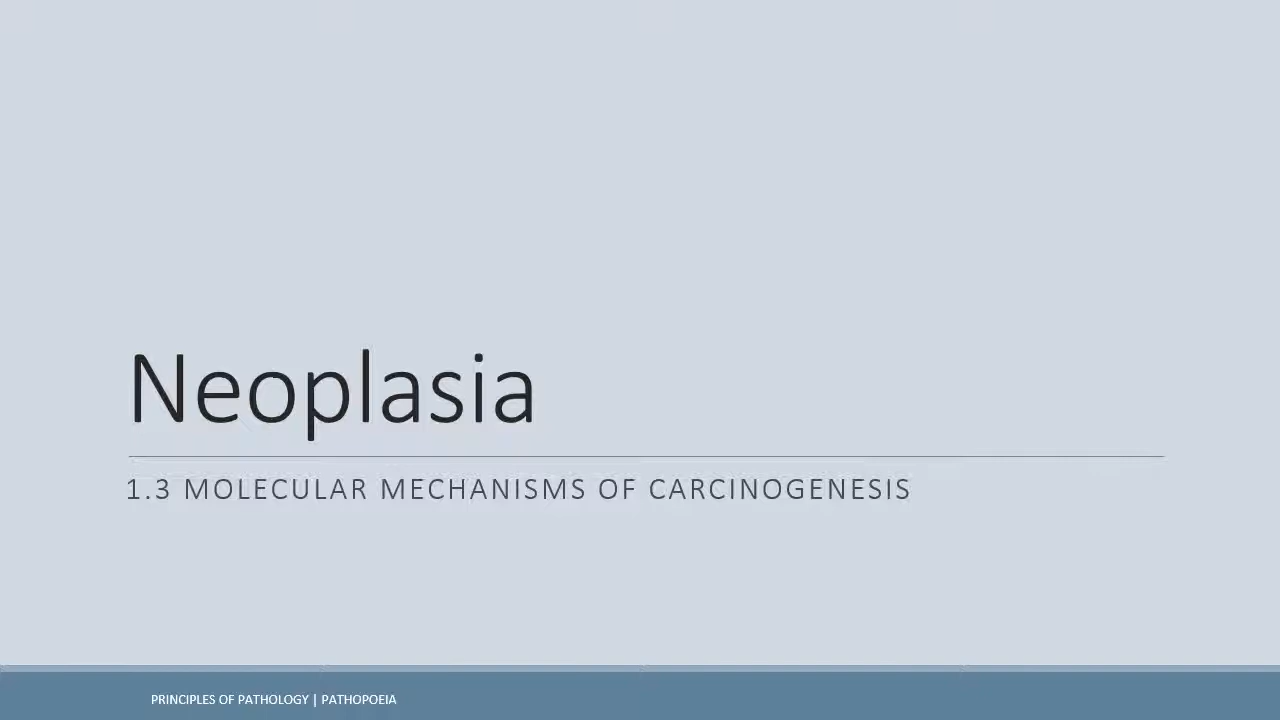 Neoplasia
1.3 MOLECULAR MECHANISMS OF CARCINOGENESIS
PRINCIPLES OF PATHOLOGY | PATHOPOEIA